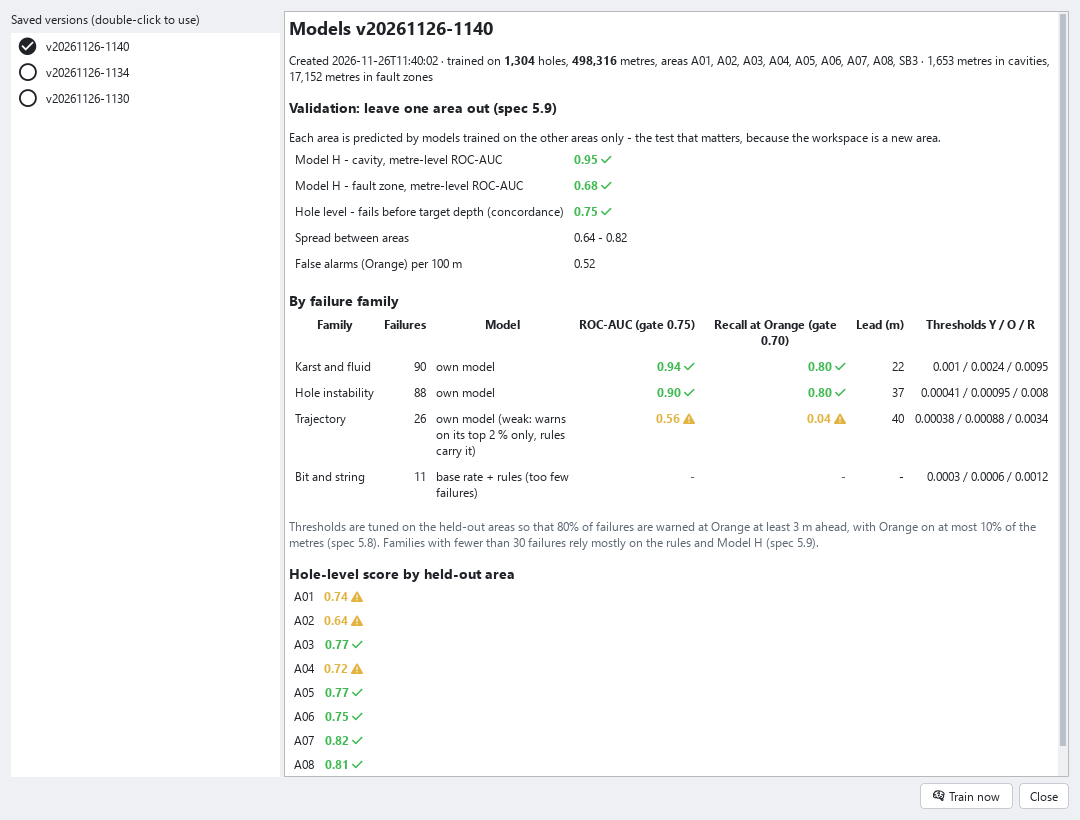 Saved versions (double-click to use)
v20261126-1140
v20261126-1134
v20261126-1130
Models v20261126-1140
Created 2026-11-26T11:40:02 · trained on 1,304 holes, 498,316 metres, areas A01, A02, A03, A04, A05, A06, A07, A08, SB3 · 1,653 metres in cavities,
17,152 metres in fault zones
Validation: leave one area out (spec 5.9)
Each area is predicted by models trained on the other areas only - the test that matters, because the workspace is a new area.
Model H - cavity, metre-level ROC-AUC 0.95
Model H - fault zone, metre-level ROC-AUC 0.68
Hole level - fails before target depth (concordance) 0.75
Spread between areas 0.64 - 0.82
False alarms (Orange) per 100 m 0.52
By failure family
Family Failures Model ROC-AUC (gate 0.75) Recall at Orange (gate 0.70) Lead (m) Thresholds Y / O / R
Karst and fluid 90 own model 0.94 0.80 22 0.001 / 0.0024 / 0.0095
Hole instability 88 own model 0.90 0.80 37 0.00041 / 0.00095 / 0.008
Trajectory 26 own model (weak: warns 0.56 0.04 40 0.00038 / 0.00088 / 0.0034
on its top 2 % only, rules
carry it)
Bit and string 11 base rate + rules (too few - - - 0.0003 / 0.0006 / 0.0012
failures)
Thresholds are tuned on the held-out areas so that 80% of failures are warned at Orange at least 3 m ahead, with Orange on at most 10% of the
metres (spec 5.8). Families with fewer than 30 failures rely mostly on the rules and Model H (spec 5.9).
Hole-level score by held-out area
A01 0.74
A02 0.64
A03 0.77
A04 0.72
A05 0.77
A06 0.75
A07 0.82
A08 0.81
Train now
Close